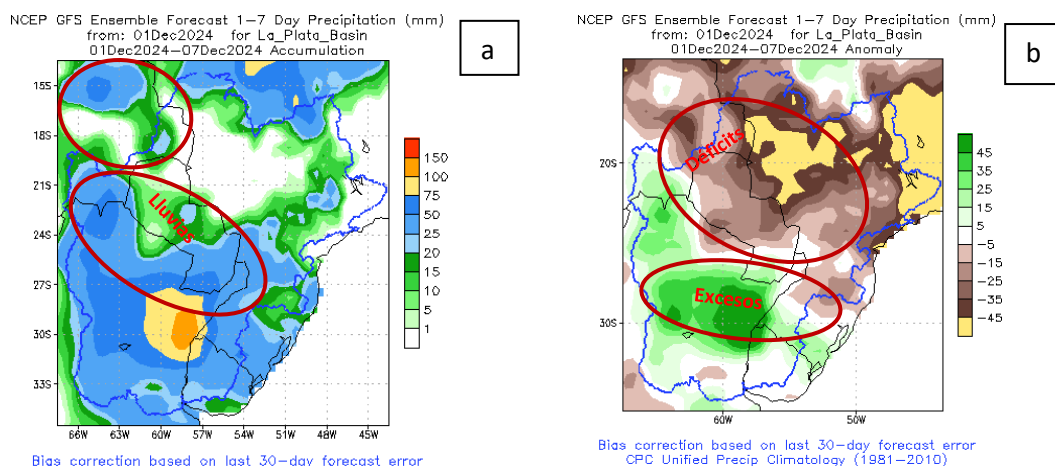 NCEP GFS Ensemble Forecast 1–7 Day Precipitation (mm)
from: 01Dec2024 for La_Plata_Basin
01Dec2024–07Dec2024 Accumulation
a
15S
18S
21S
24S
27S
30S
33S
66W 63W 60W 57W 54W 51W 48W 45W
Lluvias
150
100
75
50
25
20
15
10
5
1
Bias correction based on last 30-day forecast error
NCEP GFS Ensemble Forecast 1–7 Day Precipitation (mm)
from: 01Dec2024 for La_Plata_Basin
01Dec2024–07Dec2024 Anomaly
b
20S
30S
60W 50W
Déficits
Excesos
45
35
25
15
5
−5
−15
−25
−35
−45
Bias correction based on last 30-day forecast error
CPC Unified Precip Climatology (1981–2010)